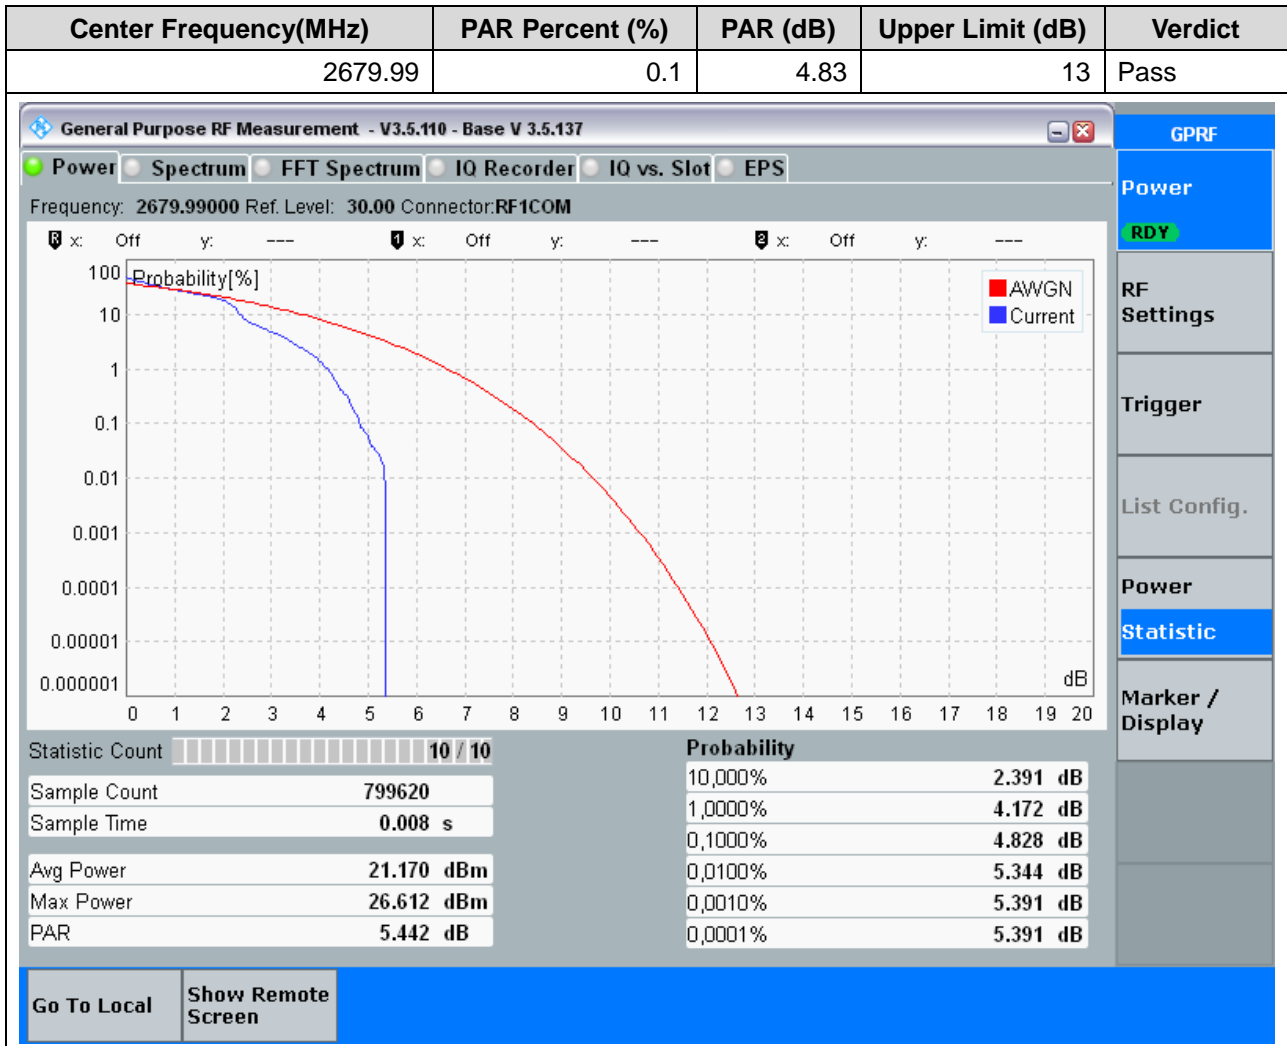 Center Frequency(MHz) PAR Percent (%) PAR (dB) Upper Limit (dB) Verdict
2679.99 0.1 4.83 13 Pass
General Purpose RF Measurement - V3.5.110 - Base V 3.5.137
GPRF
Power Spectrum FFT Spectrum IQ Recorder IQ vs. Slot EPS
Power
RDY
Frequency: 2679.99000 Ref. Level: 30.00 Connector:RF1COM
R x: Off y: --- 1 x: Off y: --- 2 x: Off y: ---
100 Probability[%]
AWGN
Current
10
1
0.1
0.01
0.001
0.0001
0.00001
0.000001
dB
0 1 2 3 4 5 6 7 8 9 10 11 12 13 14 15 16 17 18 19 20
RF
Settings
Trigger
List Config.
Power
Statistic
Marker /
Display
Statistic Count 10 / 10
Sample Count 799620
Sample Time 0.008 s
Avg Power 21.170 dBm
Max Power 26.612 dBm
PAR 5.442 dB
Probability
10,000% 2.391 dB
1,0000% 4.172 dB
0,1000% 4.828 dB
0,0100% 5.344 dB
0,0010% 5.391 dB
0,0001% 5.391 dB
Go To Local
Show Remote
Screen